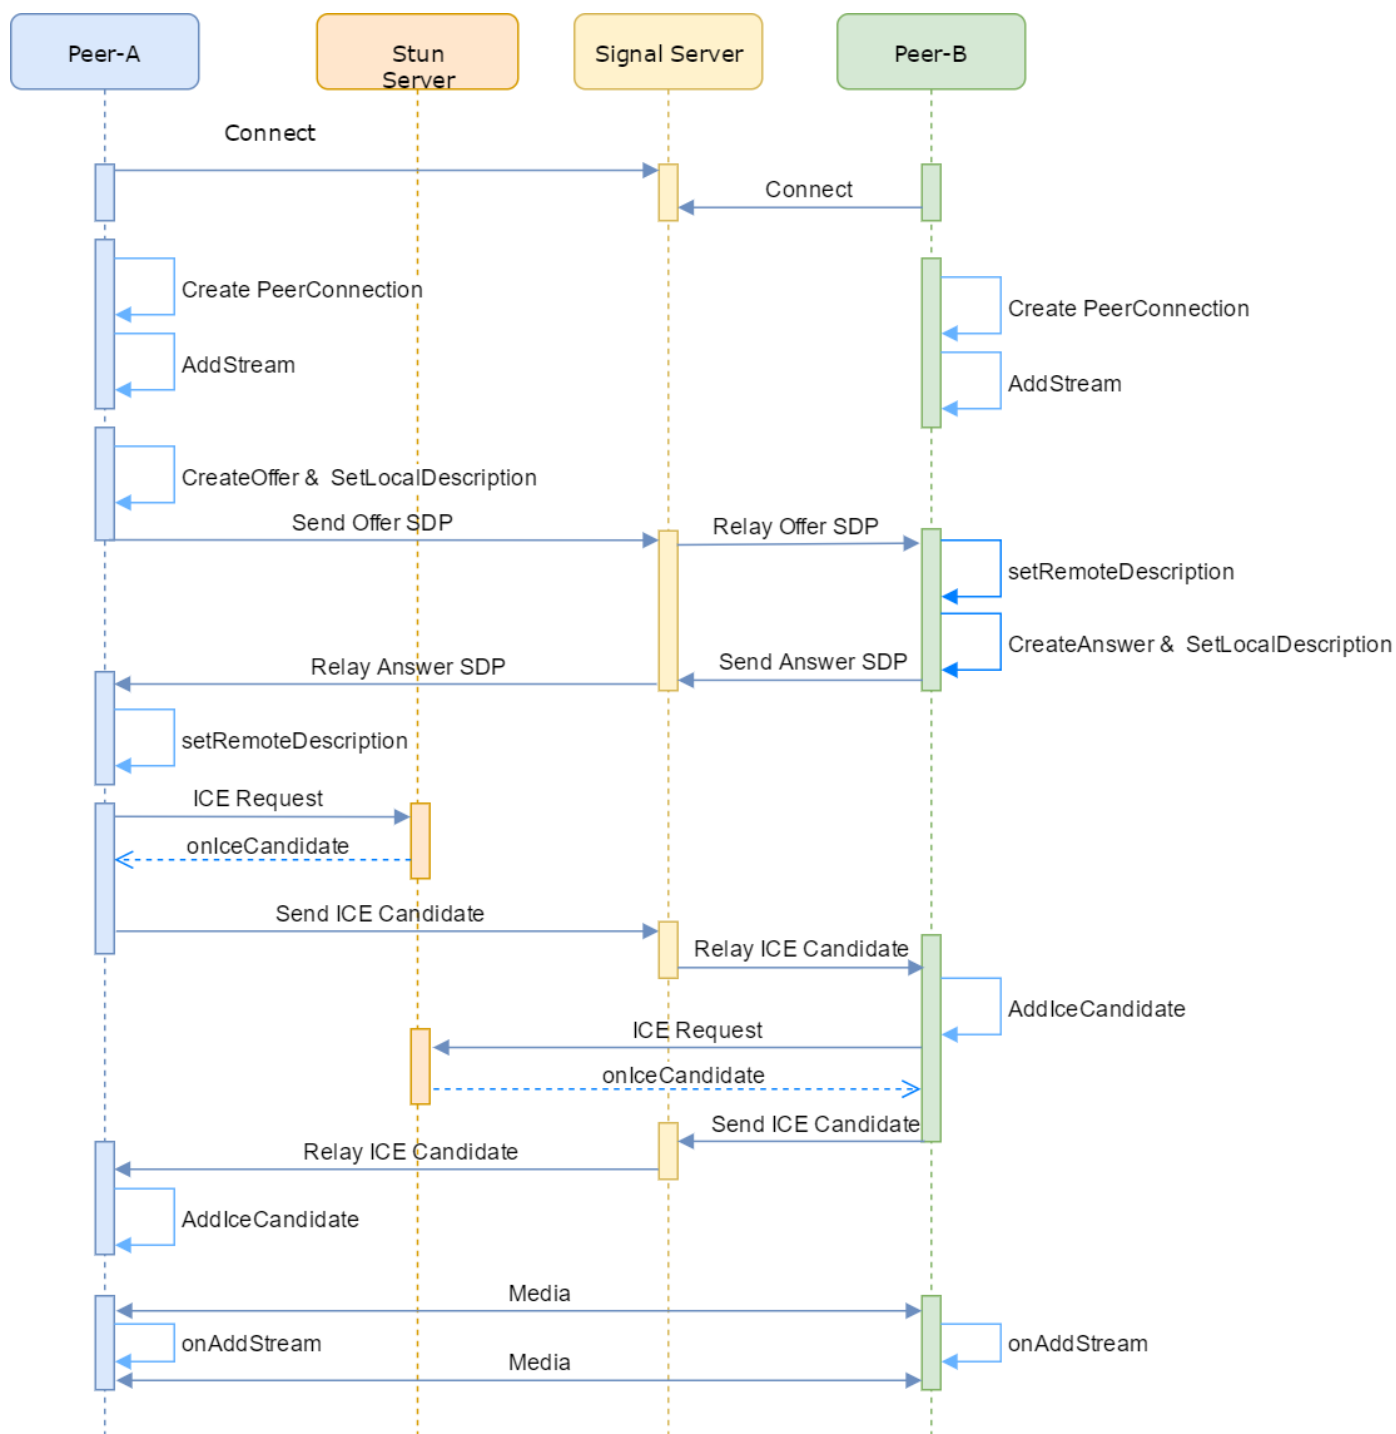 Peer-A
Stun
Server
Signal Server
Peer-B
Connect
Connect
Create PeerConnection
Create PeerConnection
AddStream
AddStream
CreateOffer &  SetLocalDescription
Send Offer SDP
Relay Offer SDP
setRemoteDescription
CreateAnswer &  SetLocalDescription
Send Answer SDP
Relay Answer SDP
setRemoteDescription
ICE Request
onIceCandidate
Send ICE Candidate
Relay ICE Candidate
AddIceCandidate
ICE Request
onIceCandidate
Send ICE Candidate
Relay ICE Candidate
AddIceCandidate
Media
onAddStream
onAddStream
Media